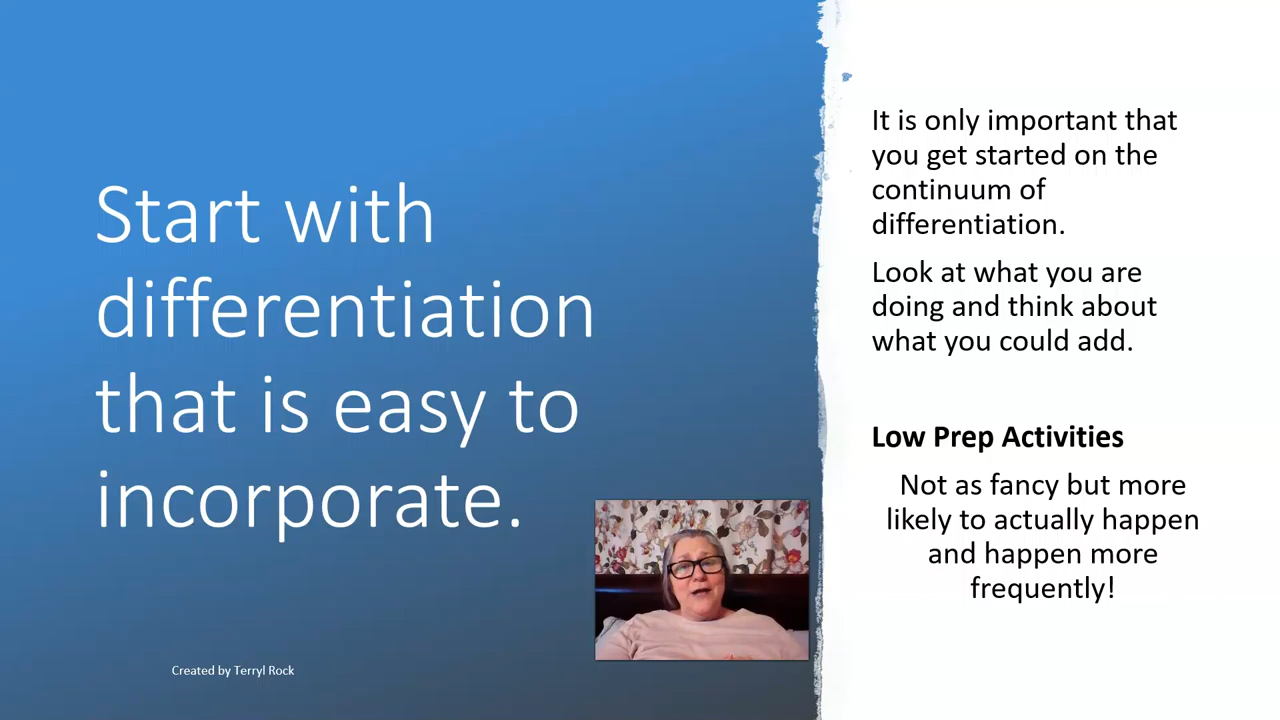 Start with
differentiation
that is easy to
incorporate.
Created by Terryl Rock
It is only important that
you get started on the
continuum of
differentiation.
Look at what you are
doing and think about
what you could add.
Low Prep Activities
Not as fancy but more
likely to actually happen
and happen more
frequently!